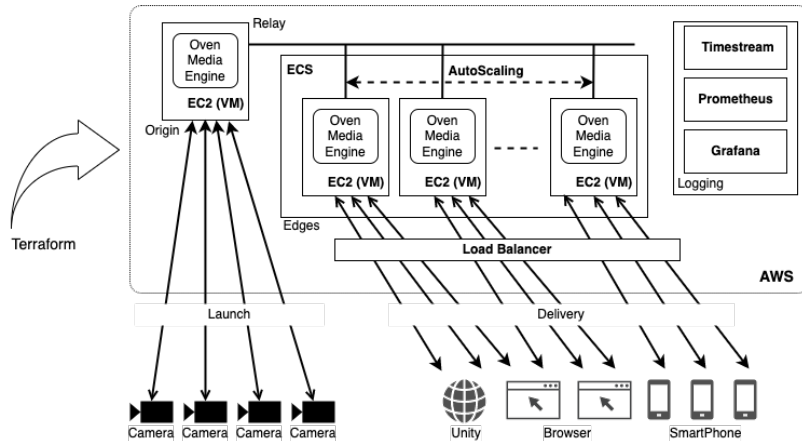 Relay
Oven
Media
Engine
EC2 (VM)
Origin
ECS
AutoScaling
Oven
Media
Engine
EC2 (VM)
Oven
Media
Engine
EC2 (VM)
Oven
Media
Engine
EC2 (VM)
Edges
Timestream
Prometheus
Grafana
Logging
Terraform
Load Balancer
AWS
Launch
Delivery
Camera
Camera
Camera
Camera
Unity
Browser
SmartPhone